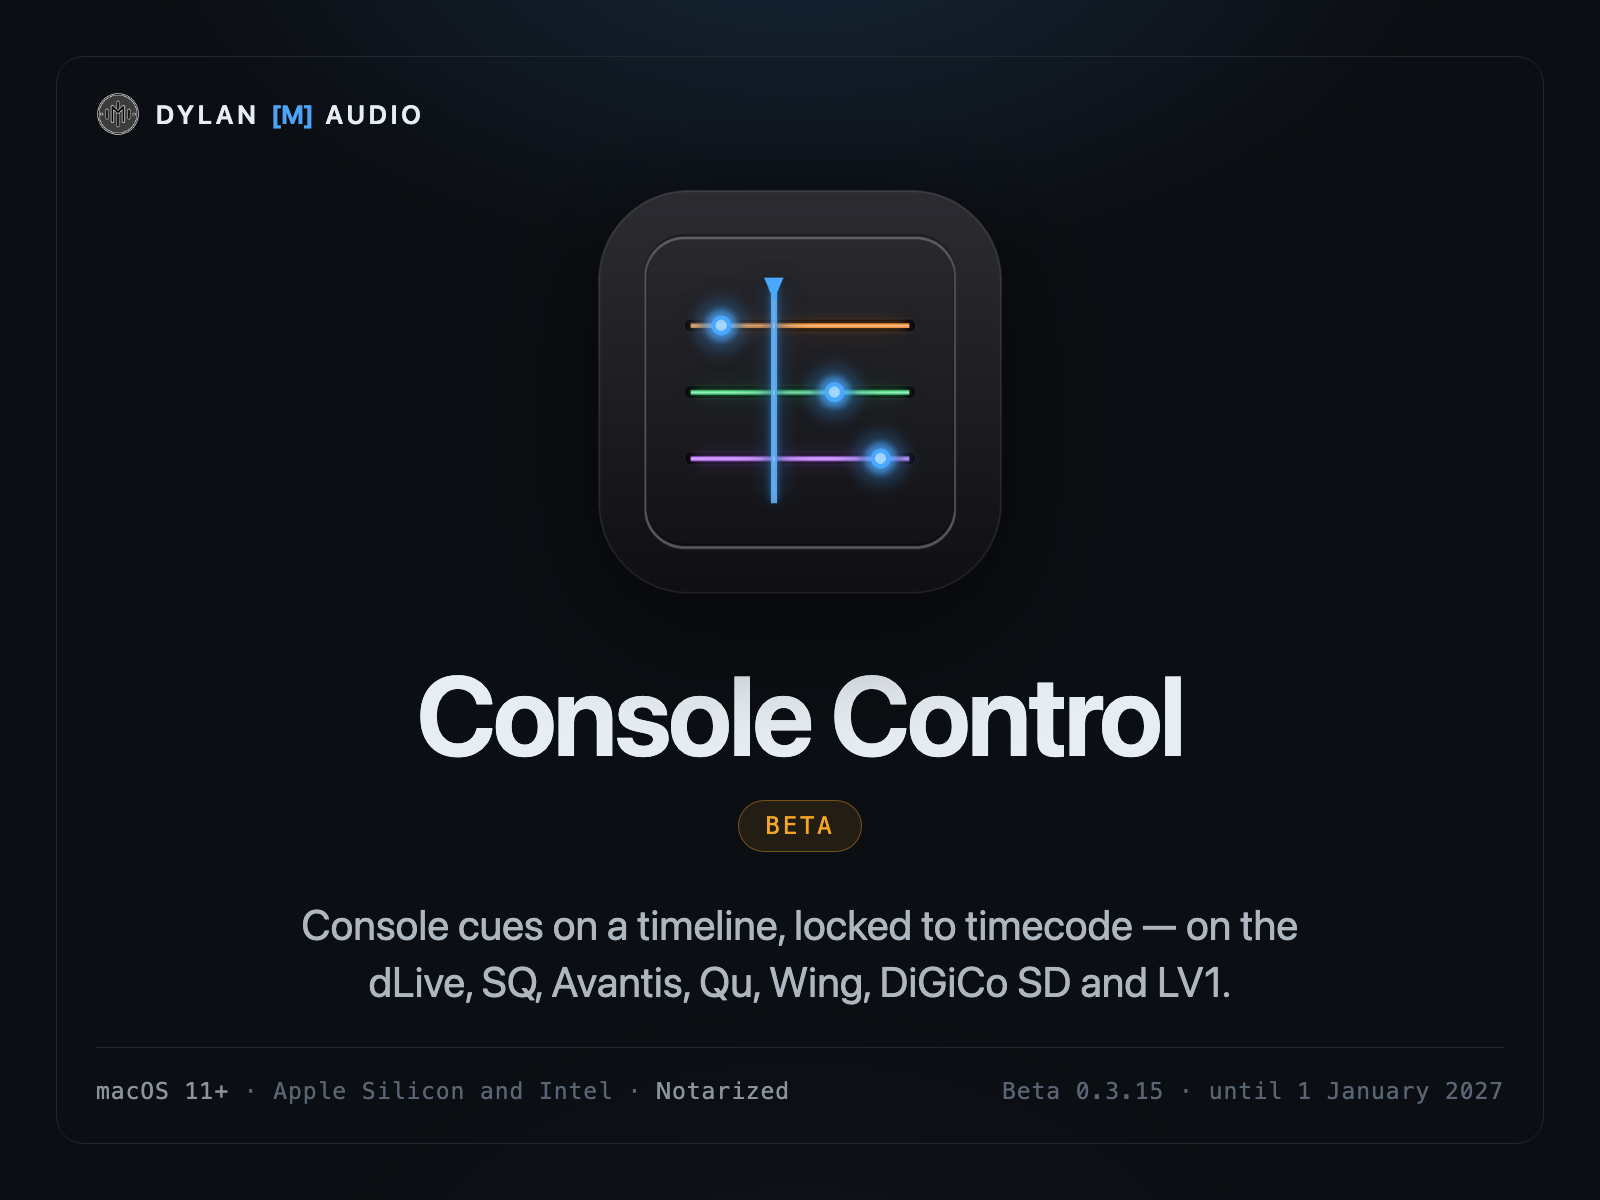 DYLAN [M] AUDIO
Console Control
BETA
Console cues on a timeline, locked to timecode — on the
dLive, SQ, Avantis, Qu, Wing, DiGiCo SD and LV1.
macOS 11+ · Apple Silicon and Intel · Notarized
Beta 0.3.15 · until 1 January 2027